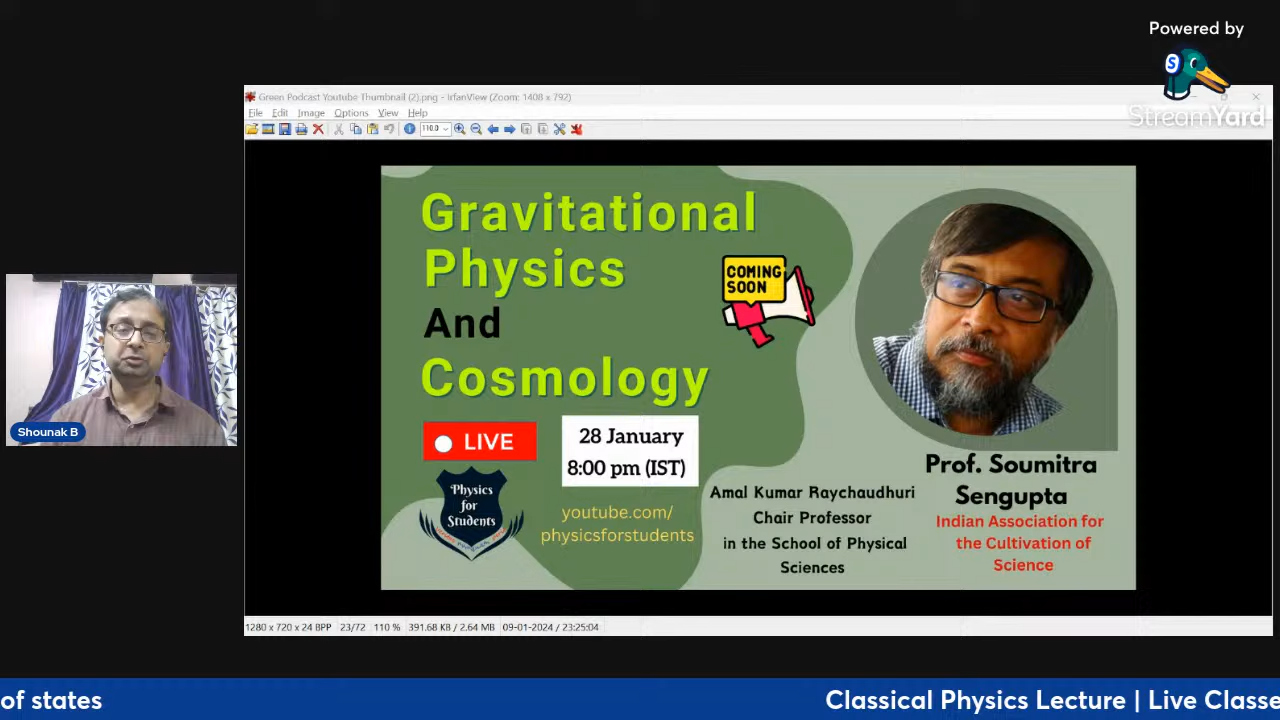 Powered by
StreamYard
Green Podcast Youtube Thumbnail (2).png - IrfanView (Zoom: 1408 x 792)
File Edit Image Options View Help
110.0
Gravitational
Physics
And
Cosmology
COMING
SOON
LIVE
28 January
8:00 pm (IST)
Physics
for
Students
youtube.com/
physicsforstudents
Amal Kumar Raychaudhuri
Chair Professor
in the School of Physical
Sciences
Prof. Soumitra
Sengupta
Indian Association for
the Cultivation of
Science
Shounak B
1280 x 720 x 24 BPP 23/72 110 % 391.68 KB / 2.64 MB 09-01-2024 / 23:25:04
of states
Classical Physics Lecture | Live Classe